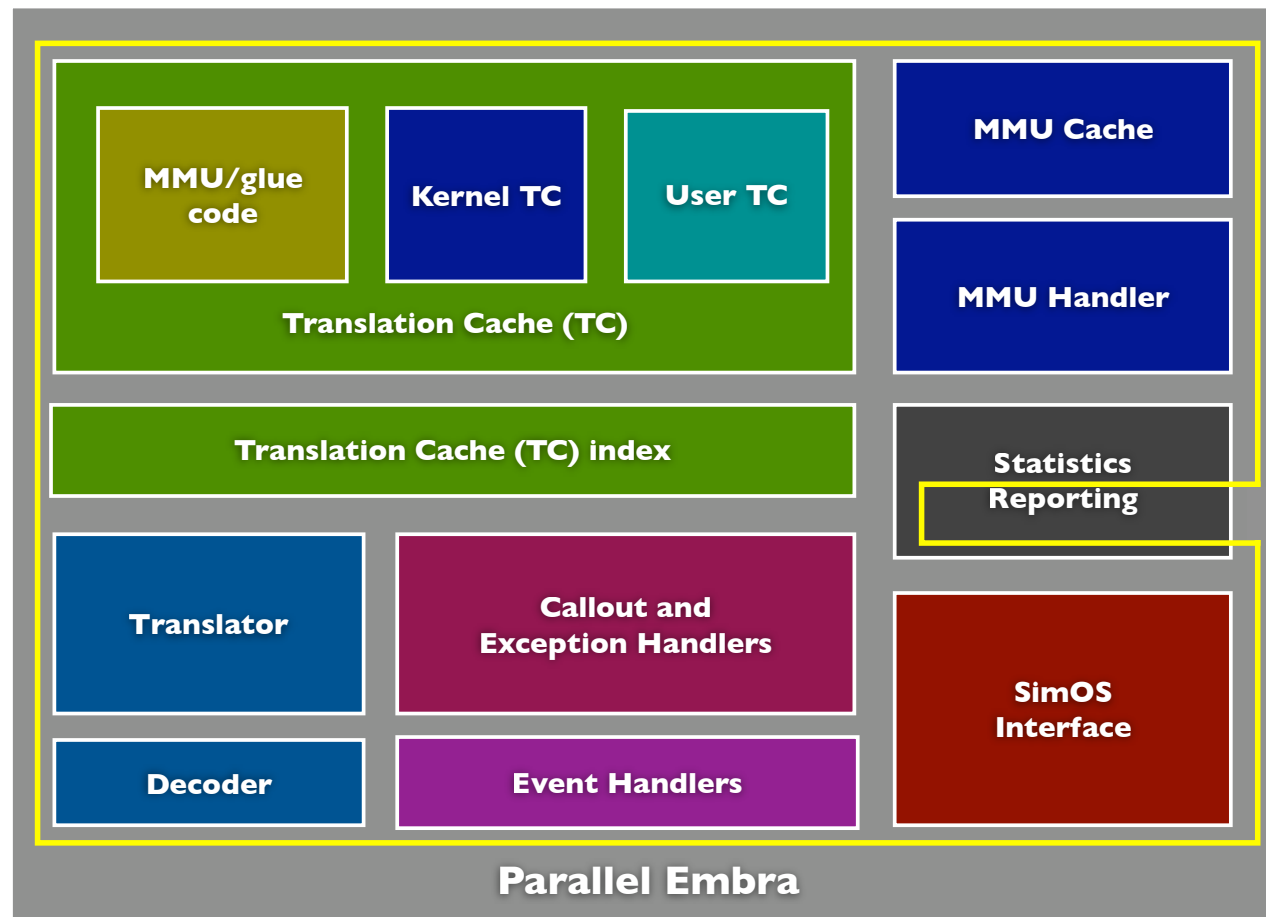 MMU/glue
code
Kernel TC
User TC
Translation Cache (TC)
MMU Cache
MMU Handler
Translation Cache (TC) index
Statistics
Reporting
Translator
Callout and
Exception Handlers
SimOS
Interface
Decoder
Event Handlers
Parallel Embra